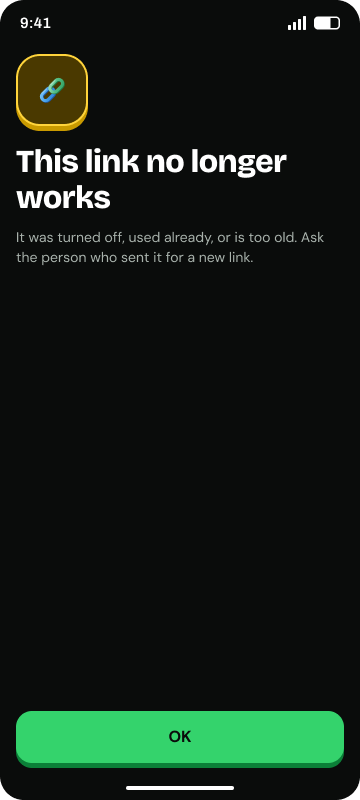 9:41
This link no longer
works
It was turned off, used already, or is too old. Ask
the person who sent it for a new link.
OK